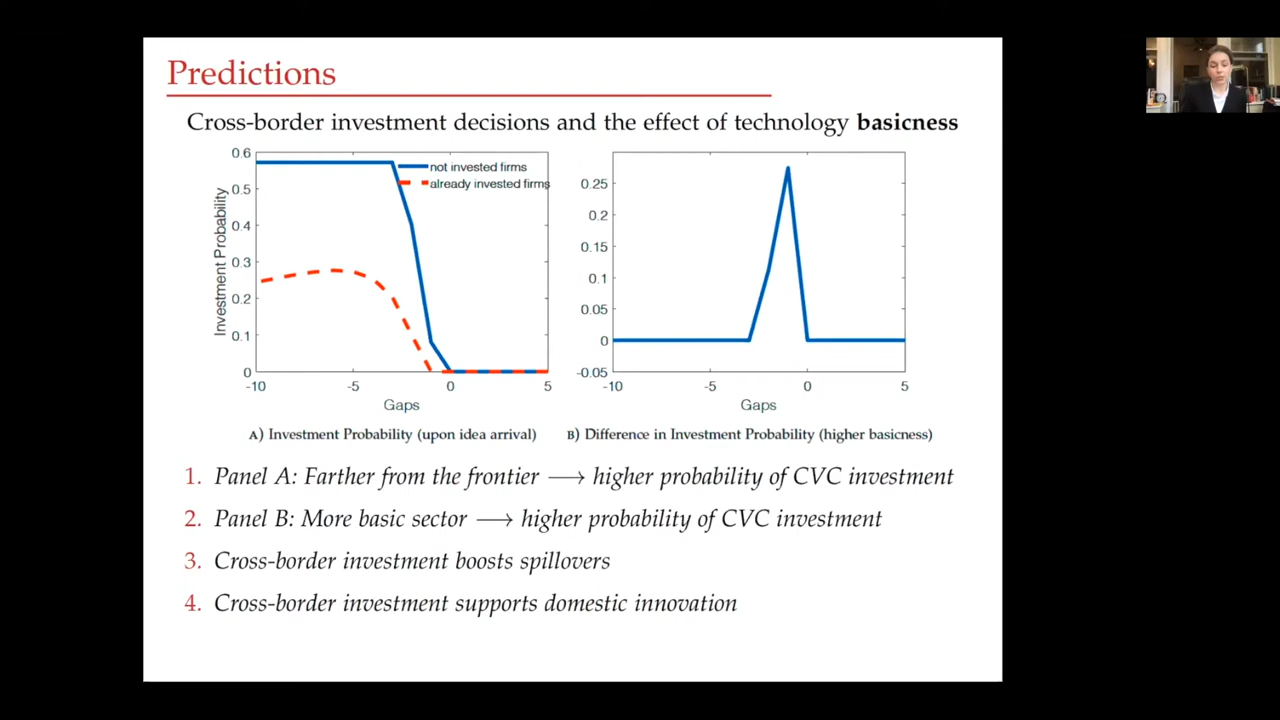 Predictions
Cross-border investment decisions and the effect of technology basicness
0.6
0.5
0.4
0.3
0.2
0.1
0
Investment Probability
not invested firms
already invested firms
-10
-5
0
5
Gaps
0.25
0.2
0.15
0.1
0.05
0
-0.05
-10
-5
0
5
Gaps
A) Investment Probability (upon idea arrival)
B) Difference in Investment Probability (higher basicness)
1. Panel A: Farther from the frontier ⟶ higher probability of CVC investment
2. Panel B: More basic sector ⟶ higher probability of CVC investment
3. Cross-border investment boosts spillovers
4. Cross-border investment supports domestic innovation